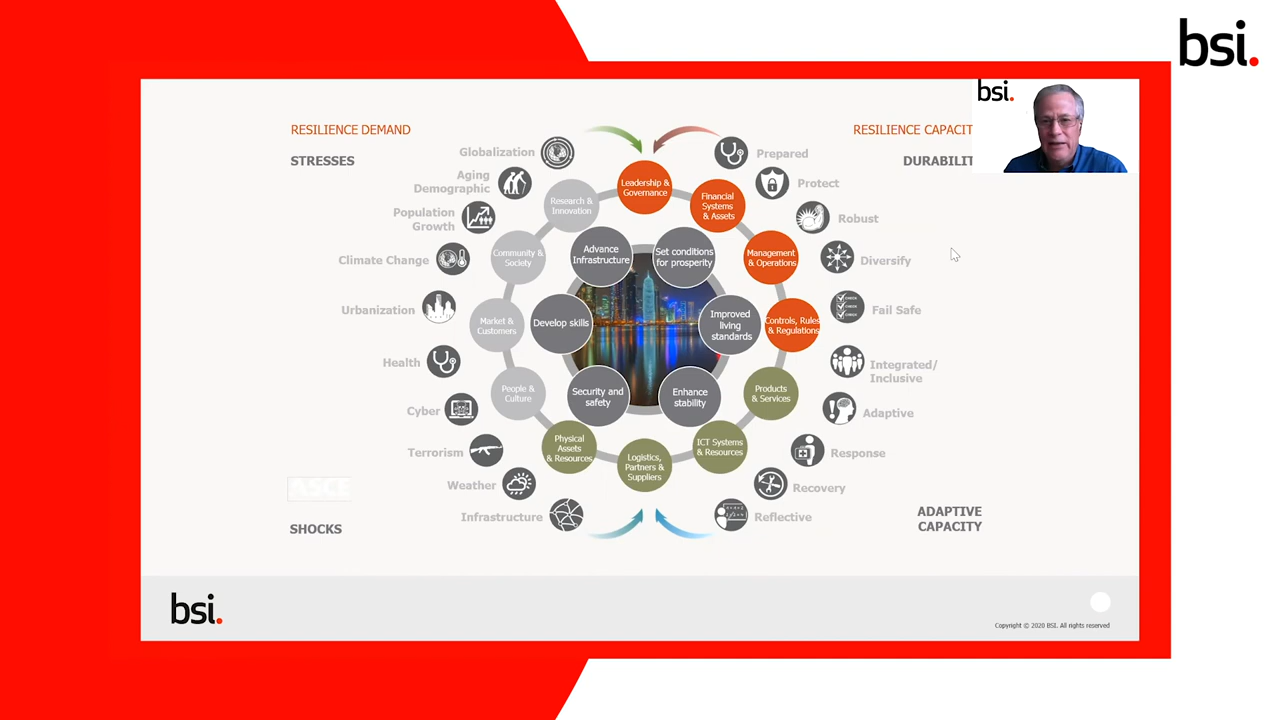 bsi.
bsi.
RESILIENCE DEMAND
STRESSES
Globalization
Aging
Demographic
Population
Growth
Climate Change
Urbanization
Health
Cyber
Terrorism
Weather
Infrastructure
SHOCKS
Leadership &
Governance
Financial
Systems
& Assets
Management
& Operations
Controls, Rules
& Regulations
Products
& Services
ICT Systems
& Resources
Logistics,
Partners &
Suppliers
Physical
Assets
& Resources
People &
Culture
Market &
Customers
Community &
Society
Research &
Innovation
Advance
Infrastructure
Set conditions
for prosperity
Improved
living
standards
Enhance
stability
Security and
safety
Develop skills
RESILIENCE CAPACIT
DURABILIT
Prepared
Protect
Robust
Diversify
Fail Safe
CHECK
CHECK
CHECK
Integrated/
Inclusive
Adaptive
Response
Recovery
Reflective
ADAPTIVE
CAPACITY
bsi.
Copyright © 2020 BSI. All rights reserved